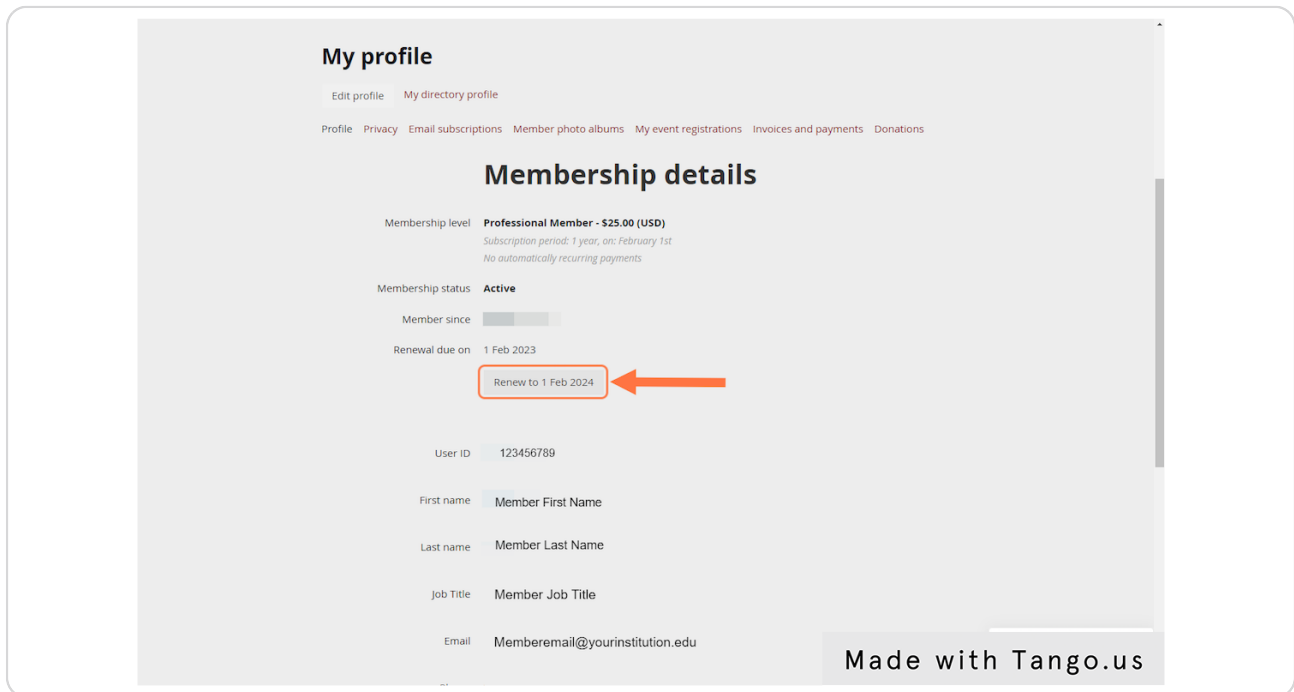 My profile
Edit profile My directory profile
Profile Privacy Email subscriptions Member photo albums My event registrations Invoices and payments Donations
Membership details
Membership level Professional Member - $25.00 (USD)
Subscription period: 1 year, on: February 1st
No automatically recurring payments
Membership status Active
Member since
Renewal due on 1 Feb 2023
Renew to 1 Feb 2024
User ID 123456789
First name Member First Name
Last name Member Last Name
Job Title Member Job Title
Email Memberemail@yourinstitution.edu
Made with Tango.us